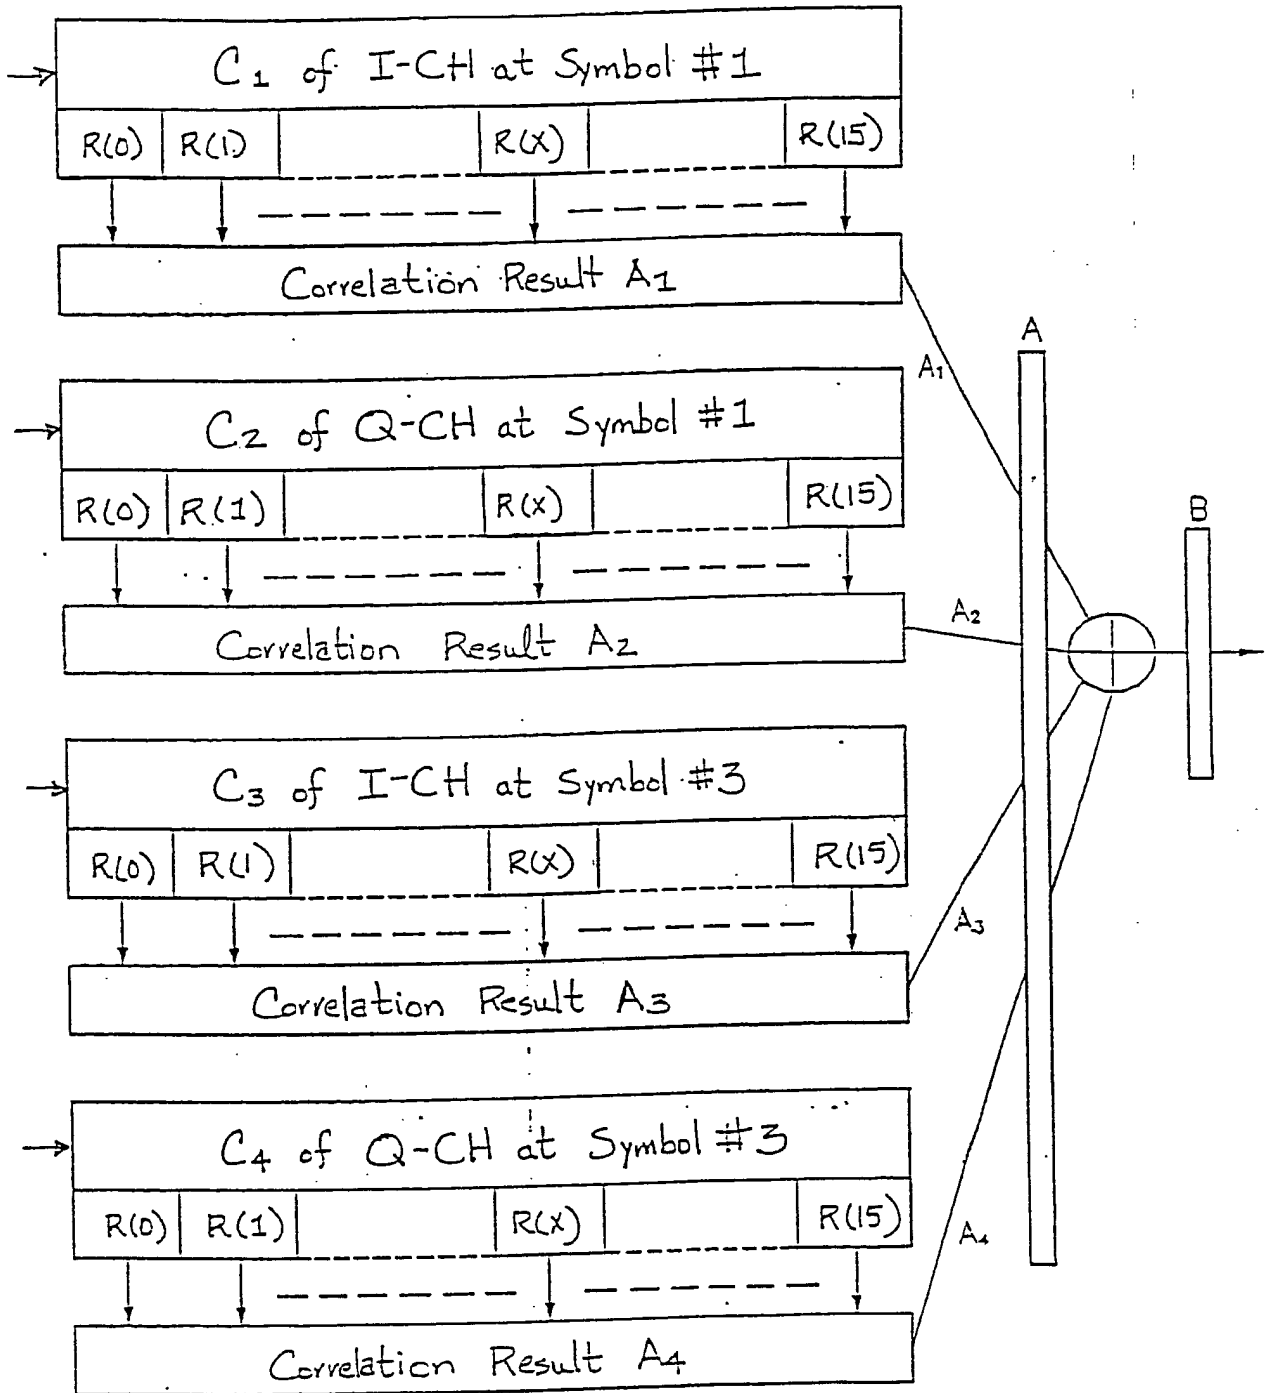 C1 of I-CH at Symbol #1
R(0) R(1) R(X) R(15)
Correlation Result A1
A
A1
C2 of Q-CH at Symbol #1
R(0) R(1) R(X) R(15)
B
Correlation Result A2
A2
C3 of I-CH at Symbol #3
R(0) R(1) R(X) R(15)
Correlation Result A3
A3
C4 of Q-CH at Symbol #3
R(0) R(1) R(X) R(15)
Correlation Result A4
A4